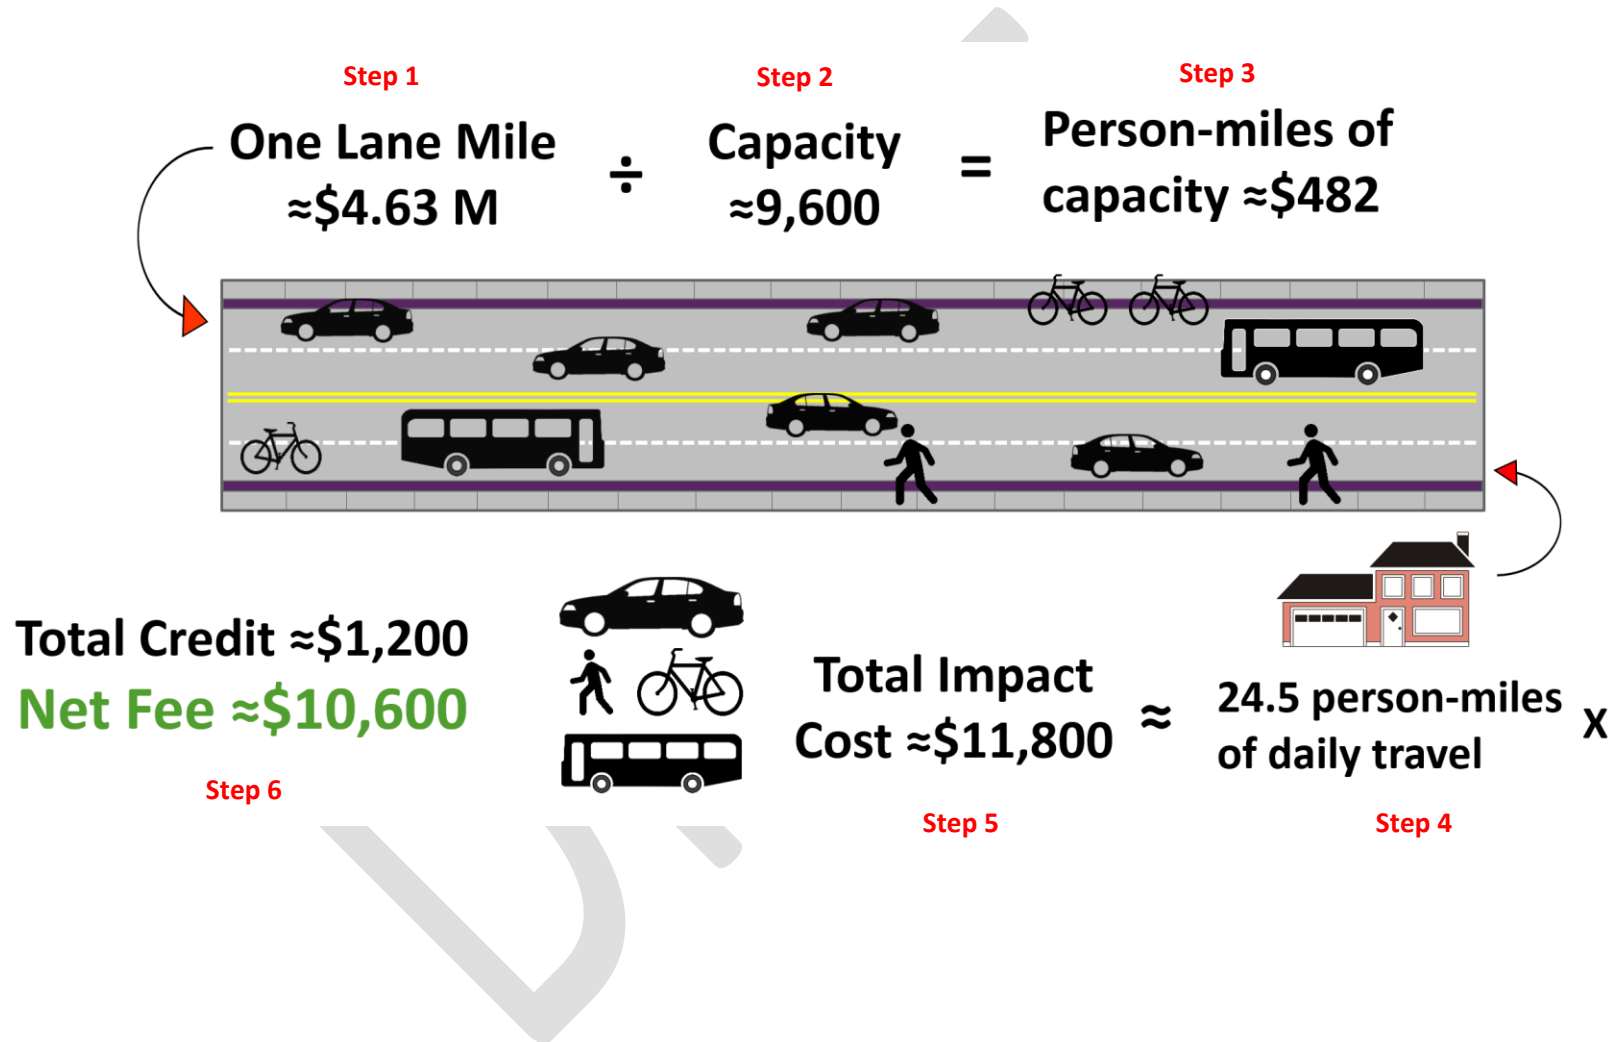 Step 1
Step 2
Step 3
One Lane Mile
≈$4.63 M
÷
Capacity
≈9,600
=
Person-miles of
capacity ≈$482
Total Credit ≈$1,200
Net Fee ≈$10,600
Step 6
Total Impact
Cost ≈$11,800
Step 5
≈
24.5 person-miles
of daily travel
X
Step 4